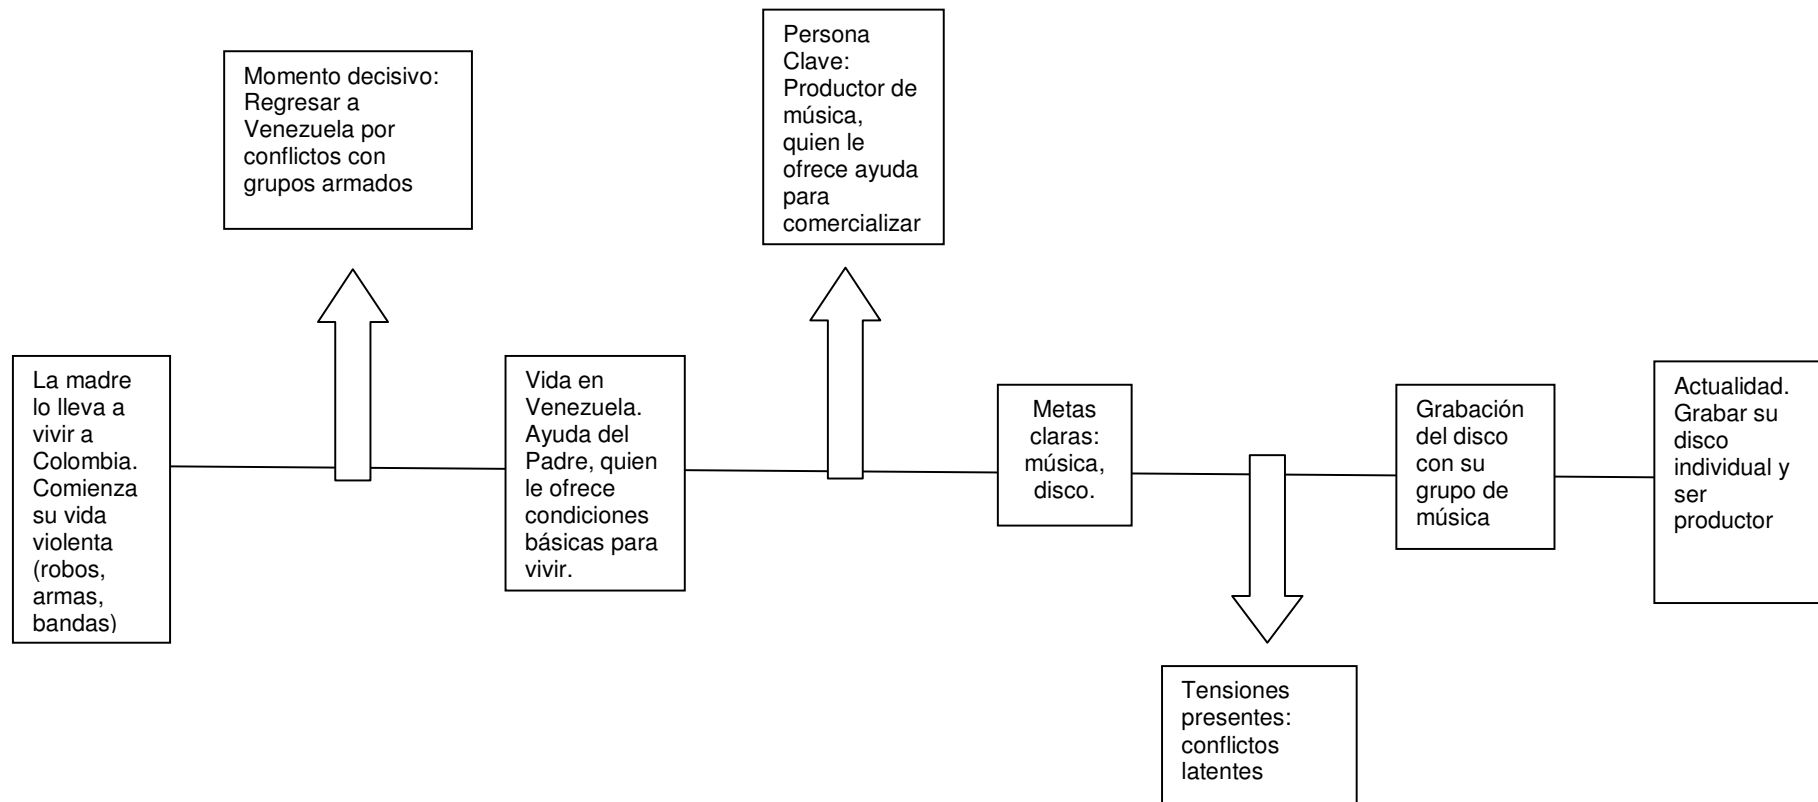 Momento decisivo:
Regresar a
Venezuela por
conflictos con
grupos armados
Persona
Clave:
Productor de
música,
quien le
ofrece ayuda
para
comercializar
La madre
lo lleva a
vivir a
Colombia.
Comienza
su vida
violenta
(robos,
armas,
bandas)
Vida en
Venezuela.
Ayuda del
Padre, quien
le ofrece
condiciones
básicas para
vivir.
Metas
claras:
música,
disco.
Tensiones
presentes:
conflictos
latentes
Grabación
del disco
con su
grupo de
música
Actualidad.
Grabar su
disco
individual y
ser
productor